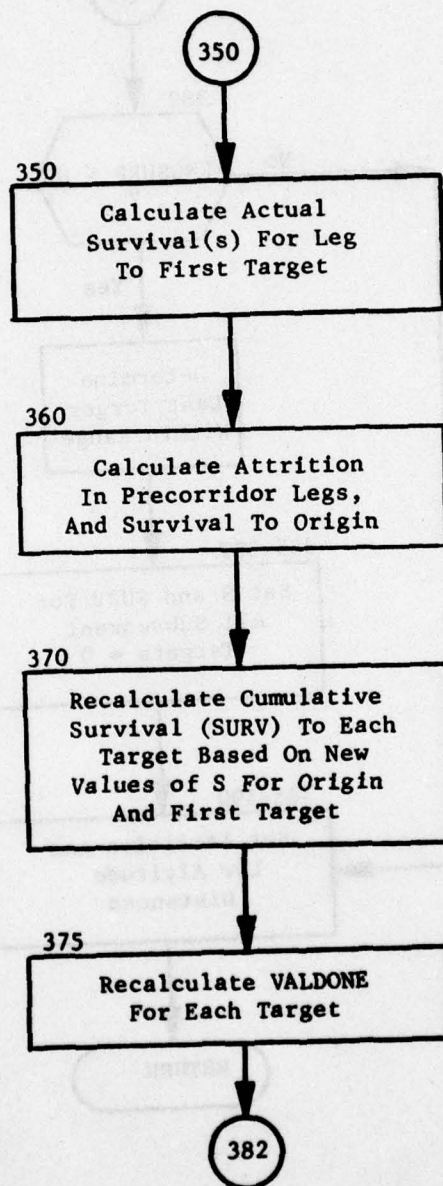 350
350
Calculate Actual
Survival(s) For Leg
To First Target
360
Calculate Attrition
In Precorridor Legs,
And Survival To Origin
370
Recalculate Cumulative
Survival (SURV) To Each
Target Based On New
Values of S For Origin
And First Target
375
Recalculate VALDONE
For Each Target
382